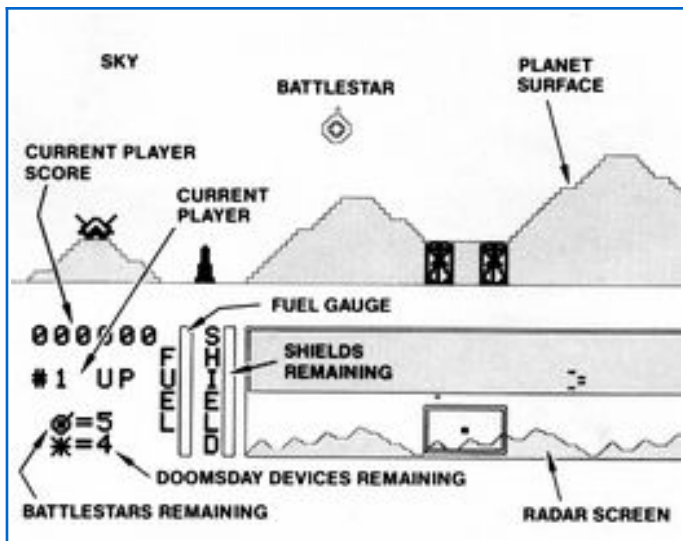 SKY
BATTLESTAR
PLANET
SURFACE
CURRENT PLAYER
SCORE
CURRENT
PLAYER
FUEL GAUGE
000000
#1 UP
FUEL
SHIELD
SHIELDS
REMAINING
=5
=4
DOOMSDAY DEVICES REMAINING
BATTLESTARS REMAINING
RADAR SCREEN